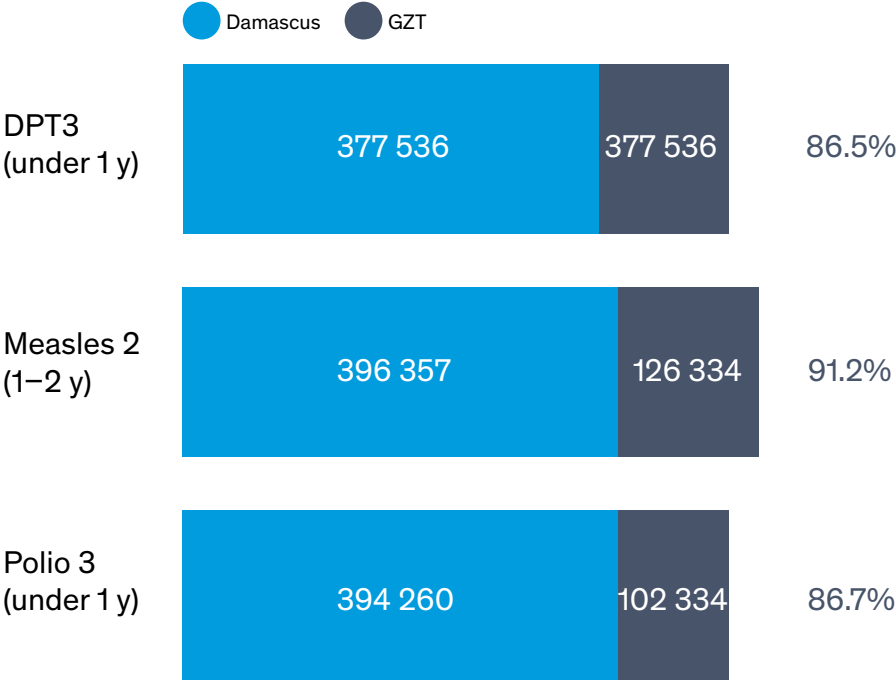 Damascus GZT
DPT3
(under 1 y)
377 536 377 536 86.5%
Measles 2
(1–2 y)
396 357 126 334 91.2%
Polio 3
(under 1 y)
394 260 102 334 86.7%